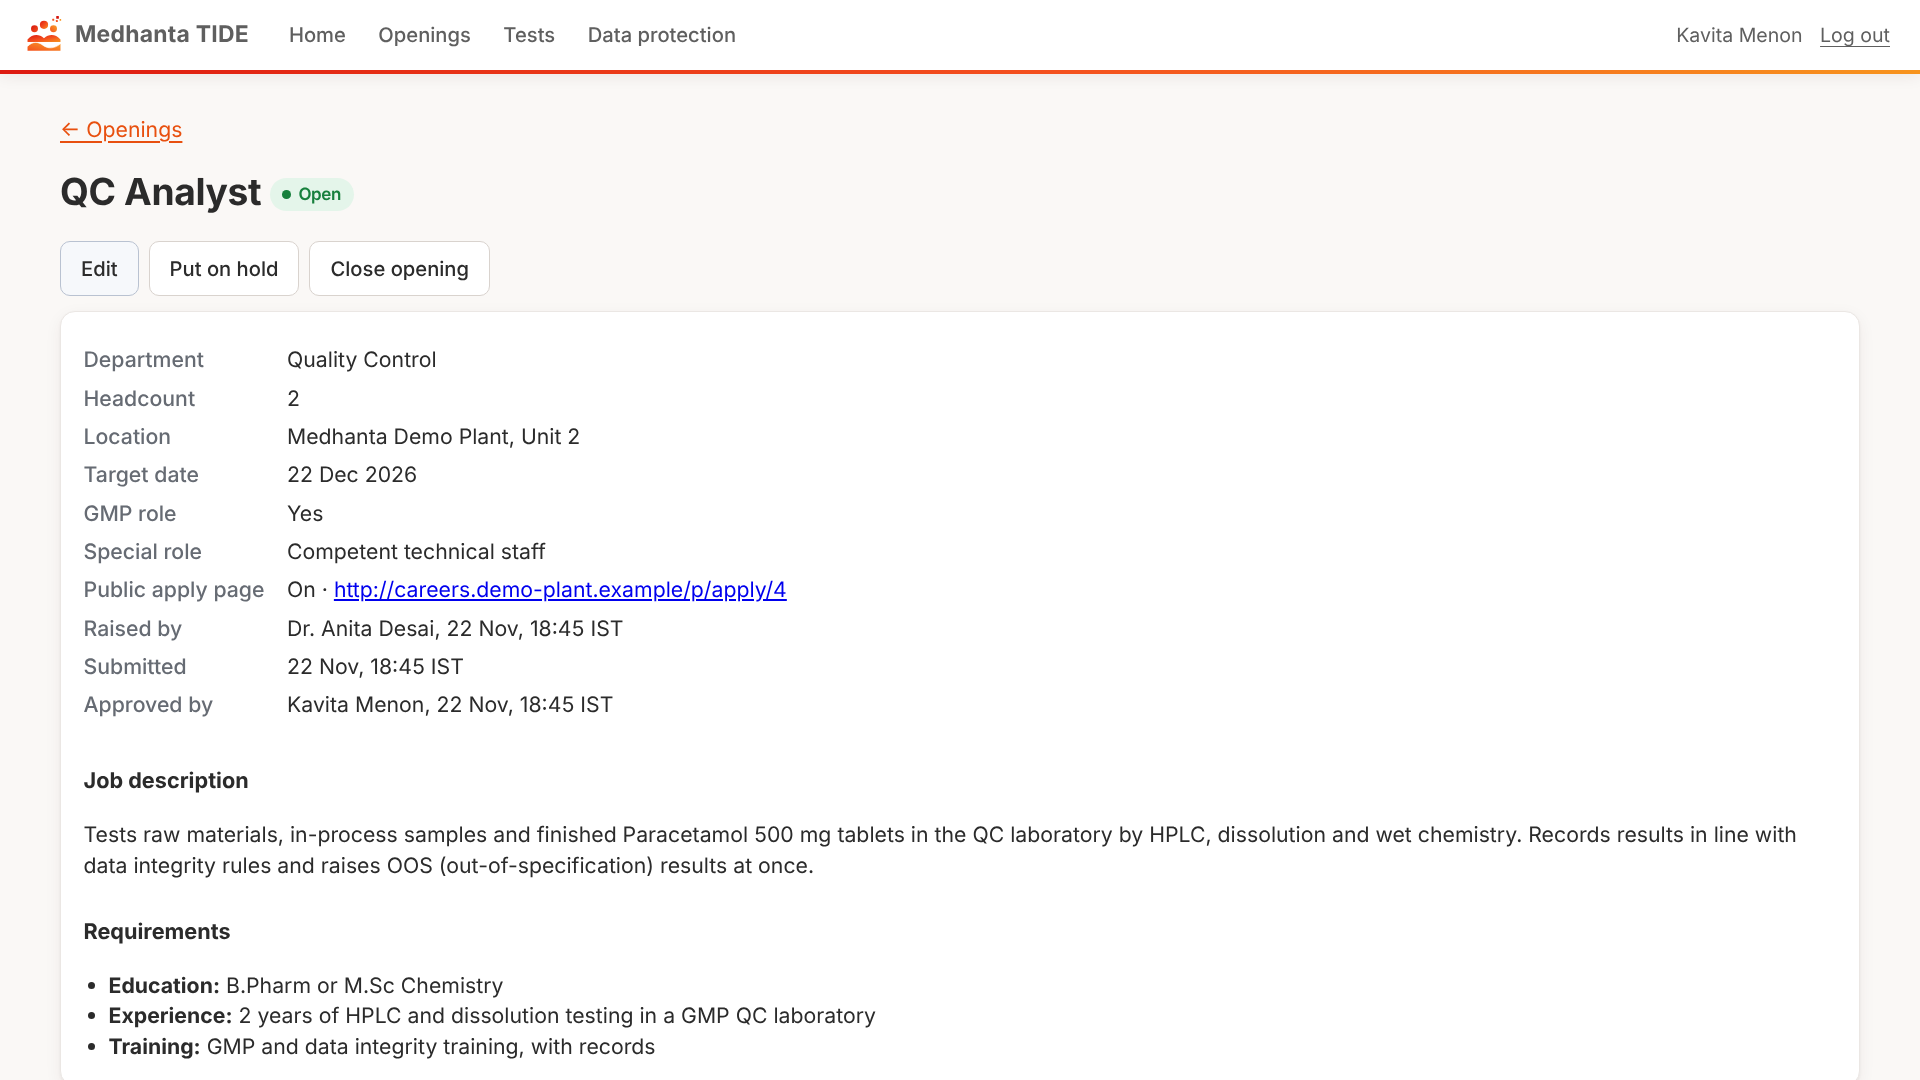 Medhanta TIDE Home Openings Tests Data protection Kavita Menon Log out
← Openings
QC Analyst Open
Edit Put on hold Close opening
Department Quality Control
Headcount 2
Location Medhanta Demo Plant, Unit 2
Target date 22 Dec 2026
GMP role Yes
Special role Competent technical staff
Public apply page On · http://careers.demo-plant.example/p/apply/4
Raised by Dr. Anita Desai, 22 Nov, 18:45 IST
Submitted 22 Nov, 18:45 IST
Approved by Kavita Menon, 22 Nov, 18:45 IST
Job description
Tests raw materials, in-process samples and finished Paracetamol 500 mg tablets in the QC laboratory by HPLC, dissolution and wet chemistry. Records results in line with
data integrity rules and raises OOS (out-of-specification) results at once.
Requirements
• Education: B.Pharm or M.Sc Chemistry
• Experience: 2 years of HPLC and dissolution testing in a GMP QC laboratory
• Training: GMP and data integrity training, with records